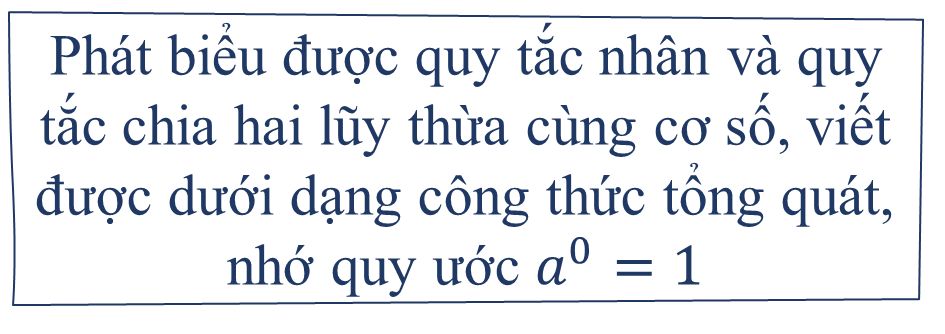 Phát biểu được quy tắc nhân và quy
tắc chia hai lũy thừa cùng cơ số, viết
được dưới dạng công thức tổng quát,
nhớ quy ước a⁰ = 1